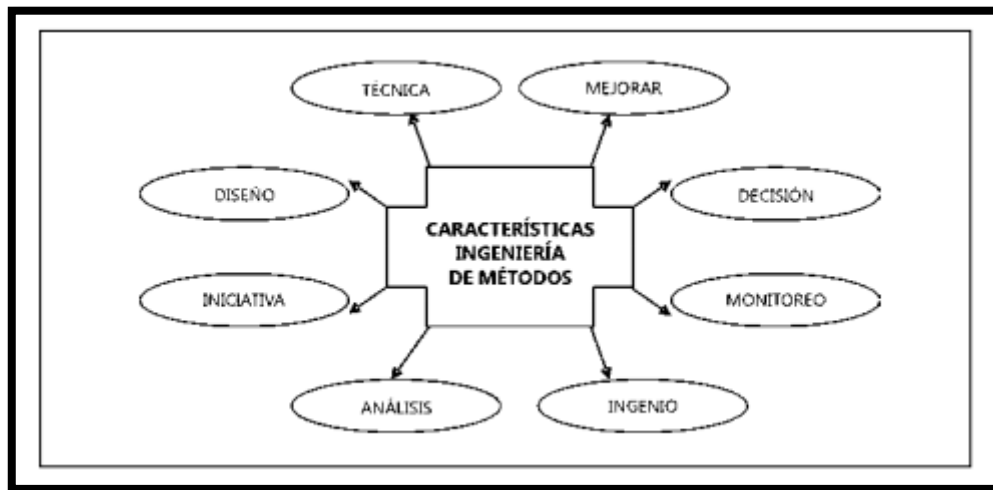 TÉCNICA
MEJORAR
DISEÑO
DECISIÓN
CARACTERÍSTICAS
INGENIERÍA
DE MÉTODOS
INICIATIVA
MONITOREO
ANÁLISIS
INGENIO